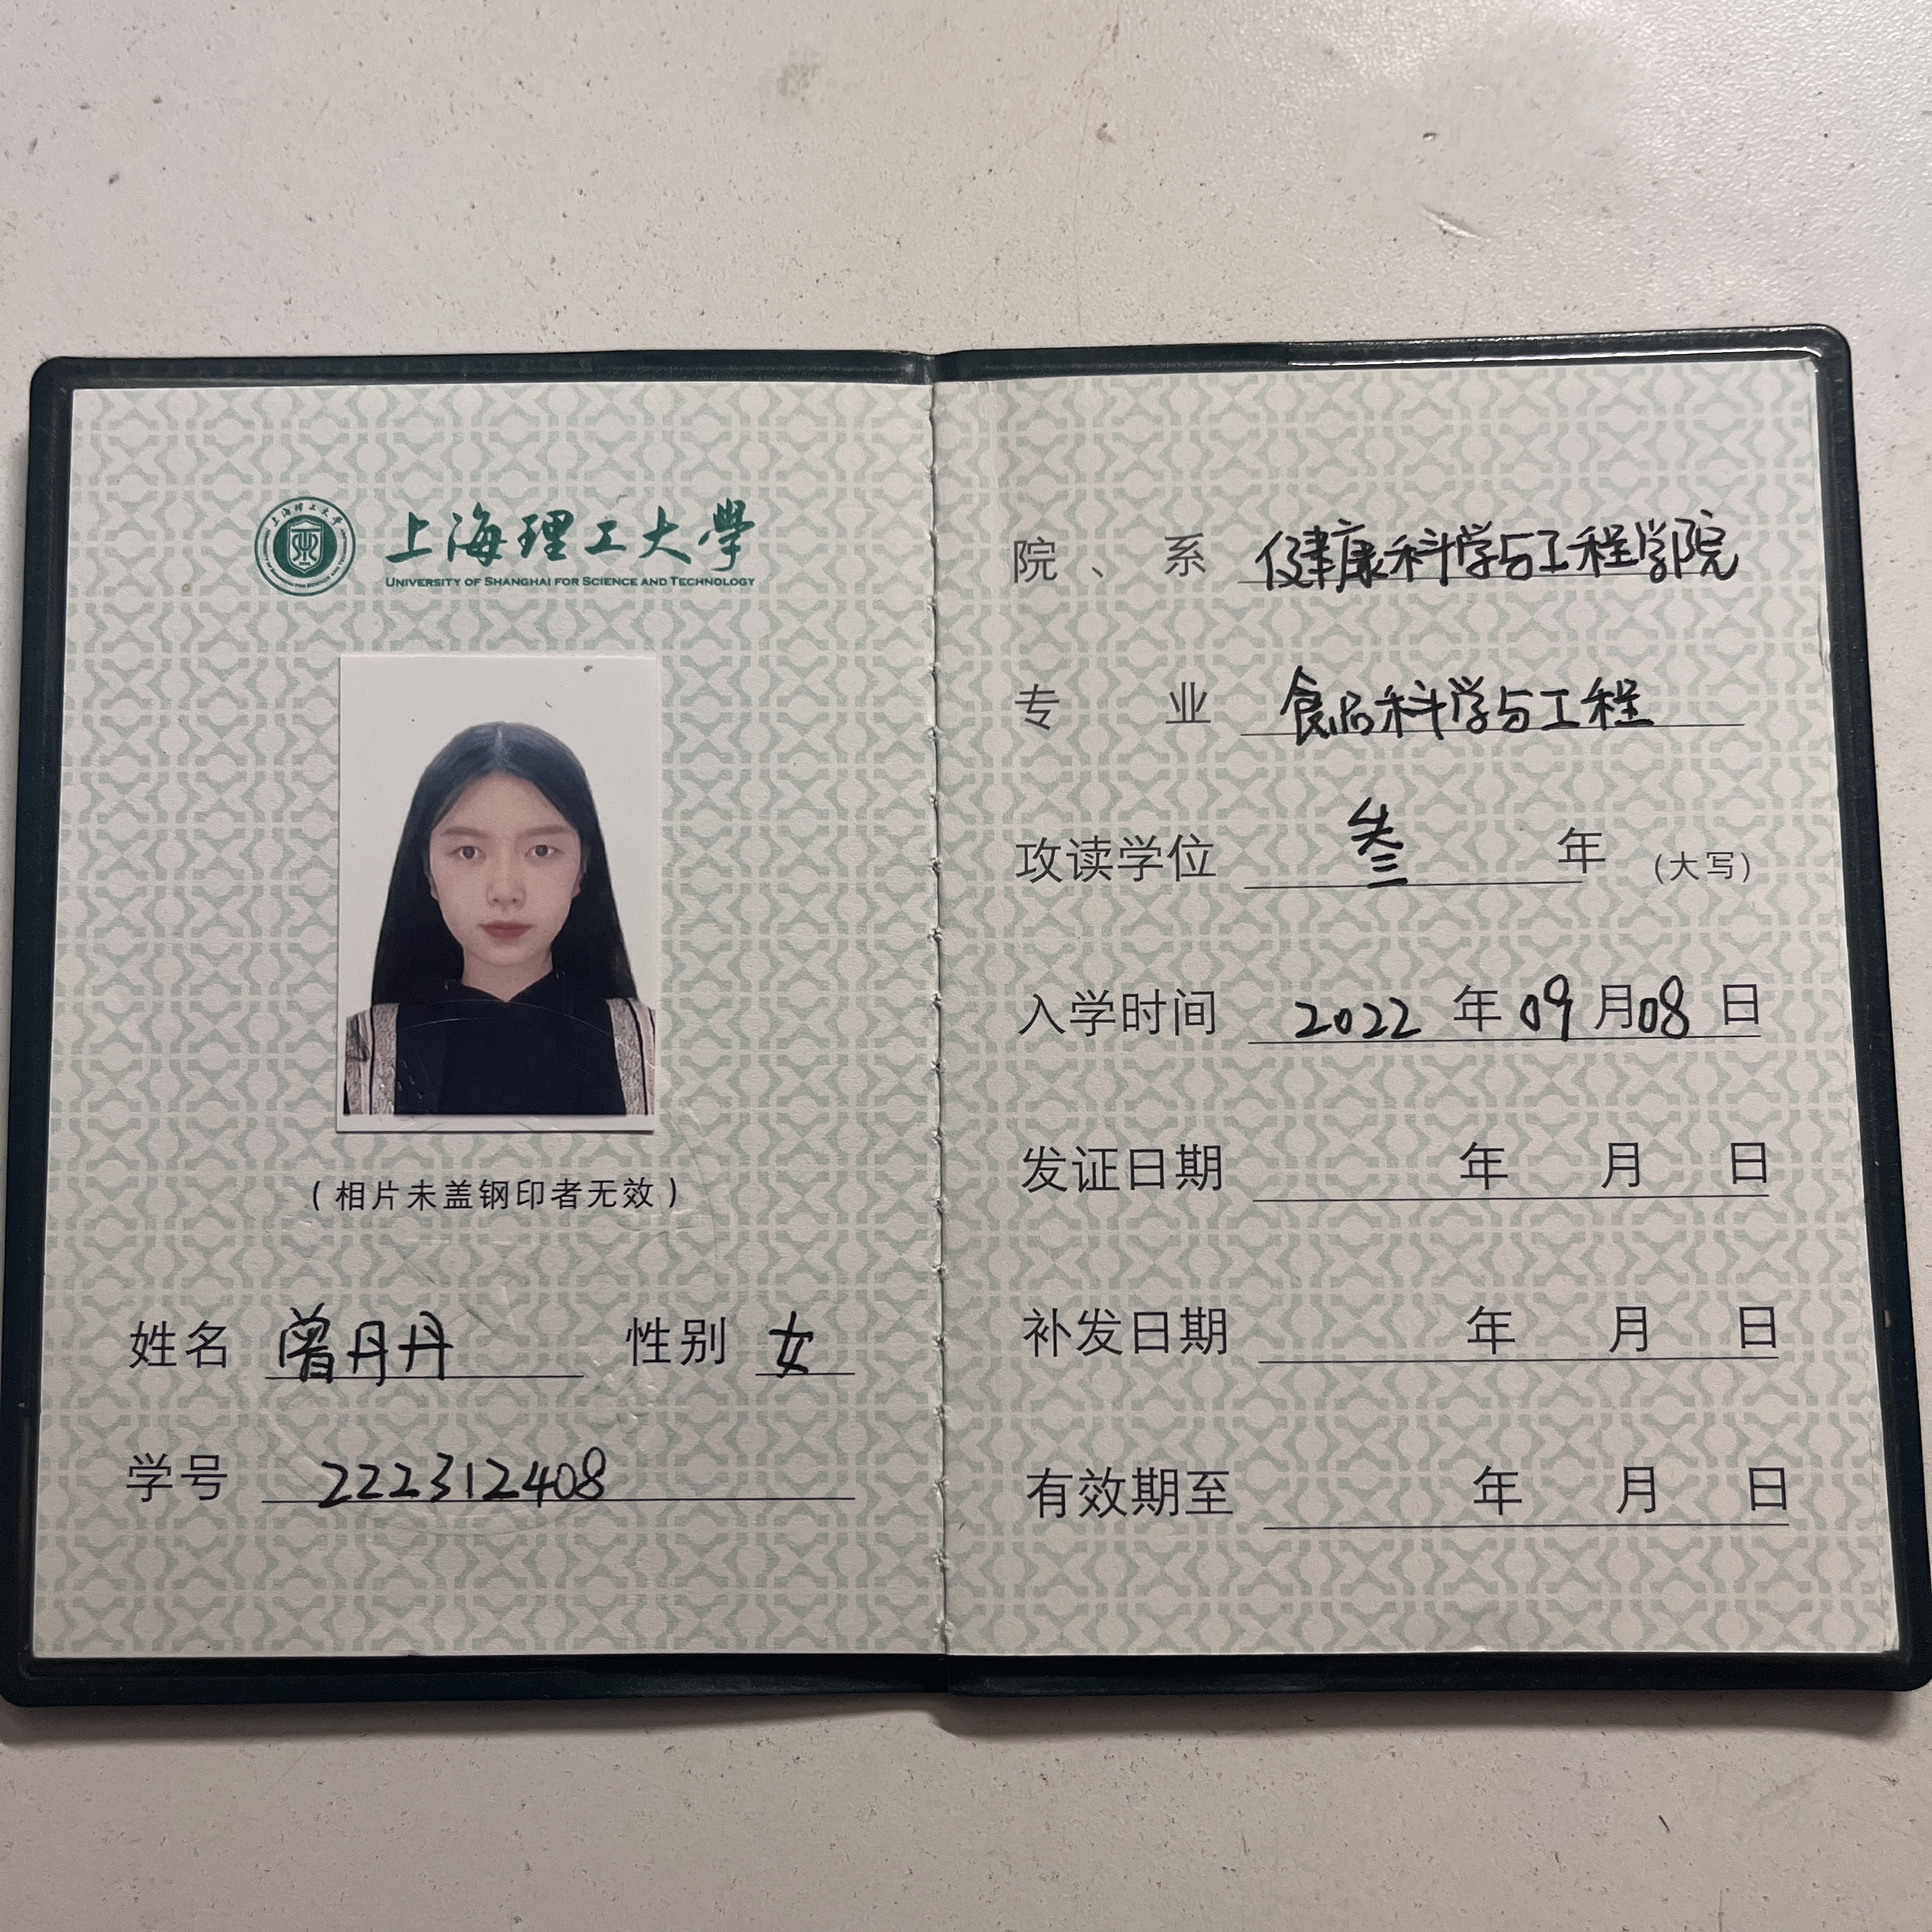 上海理工大學
UNIVERSITY OF SHANGHAI FOR SCIENCE AND TECHNOLOGY
(相片未盖钢印者无效)
姓名 曾丹丹 性别 女
学号 222312408
院、系 健康科学与工程学院
专业 食品科学与工程
攻读学位 叁 年 (大写)
入学时间 2022 年 09 月 08 日
发证日期 年 月 日
补发日期 年 月 日
有效期至 年 月 日